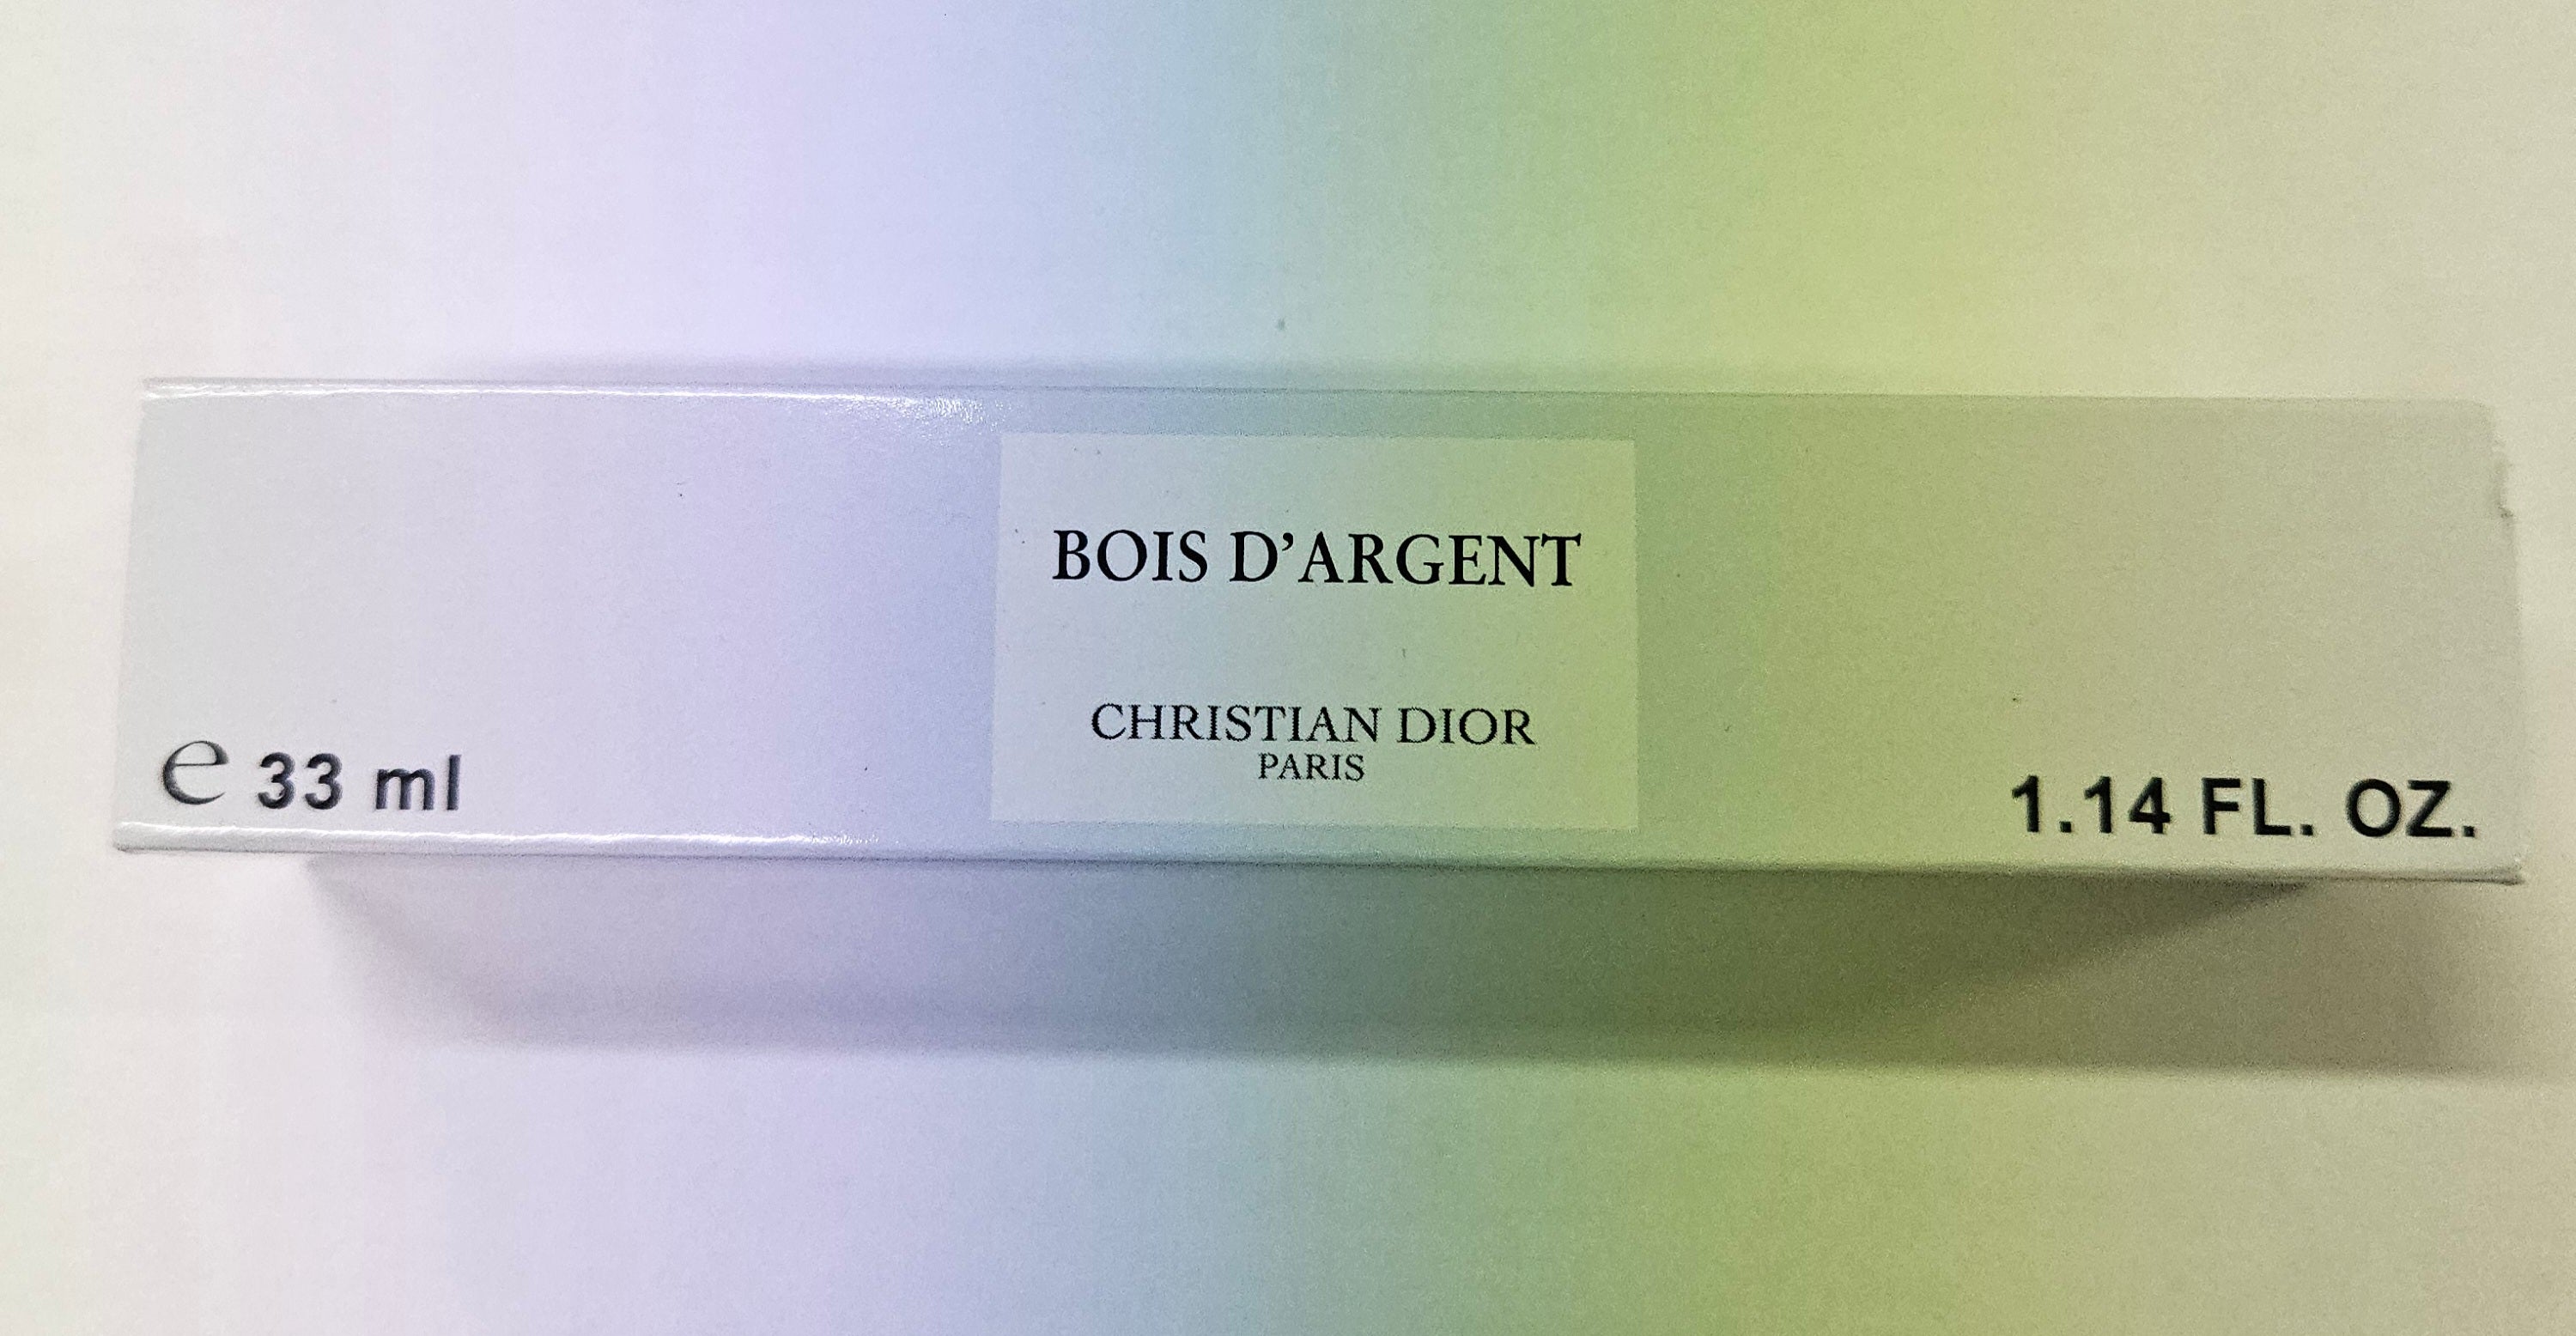 BOIS D’ARGENT
CHRISTIAN DIOR
PARIS
℮ 33 ml
1.14 FL. OZ.